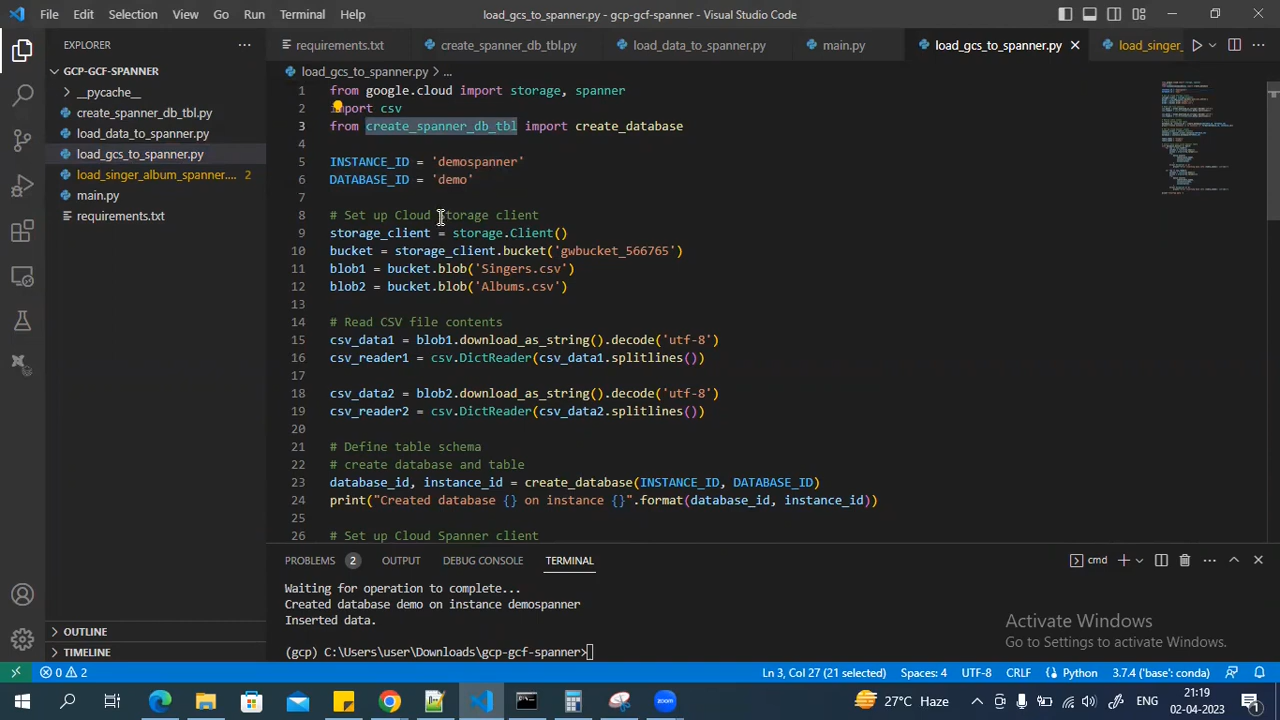 File Edit Selection View Go Run Terminal Help load_gcs_to_spanner.py - gcp-gcf-spanner - Visual Studio Code
EXPLORER
requirements.txt create_spanner_db_tbl.py load_data_to_spanner.py main.py load_gcs_to_spanner.py load_singer_
GCP-GCF-SPANNER
__pycache__
create_spanner_db_tbl.py
load_data_to_spanner.py
load_gcs_to_spanner.py
load_singer_album_spanner.... 2
main.py
requirements.txt
OUTLINE
TIMELINE
load_gcs_to_spanner.py > ...
1 from google.cloud import storage, spanner
2 import csv
3 from create_spanner_db_tbl import create_database
4
5 INSTANCE_ID = 'demospanner'
6 DATABASE_ID = 'demo'
7
8 # Set up Cloud Storage client
9 storage_client = storage.Client()
10 bucket = storage_client.bucket('gwbucket_566765')
11 blob1 = bucket.blob('Singers.csv')
12 blob2 = bucket.blob('Albums.csv')
13
14 # Read CSV file contents
15 csv_data1 = blob1.download_as_string().decode('utf-8')
16 csv_reader1 = csv.DictReader(csv_data1.splitlines())
17
18 csv_data2 = blob2.download_as_string().decode('utf-8')
19 csv_reader2 = csv.DictReader(csv_data2.splitlines())
20
21 # Define table schema
22 # create database and table
23 database_id, instance_id = create_database(INSTANCE_ID, DATABASE_ID)
24 print("Created database {} on instance {}".format(database_id, instance_id))
25
26 # Set up Cloud Spanner client
PROBLEMS 2 OUTPUT DEBUG CONSOLE TERMINAL cmd
Waiting for operation to complete...
Created database demo on instance demospanner
Inserted data.
(gcp) C:\Users\user\Downloads\gcp-gcf-spanner>
Activate Windows
Go to Settings to activate Windows.
0 2 Ln 3, Col 27 (21 selected) Spaces: 4 UTF-8 CRLF Python 3.7.4 ('base': conda)
zoom 27°C Haze ENG 21:19
02-04-2023 1